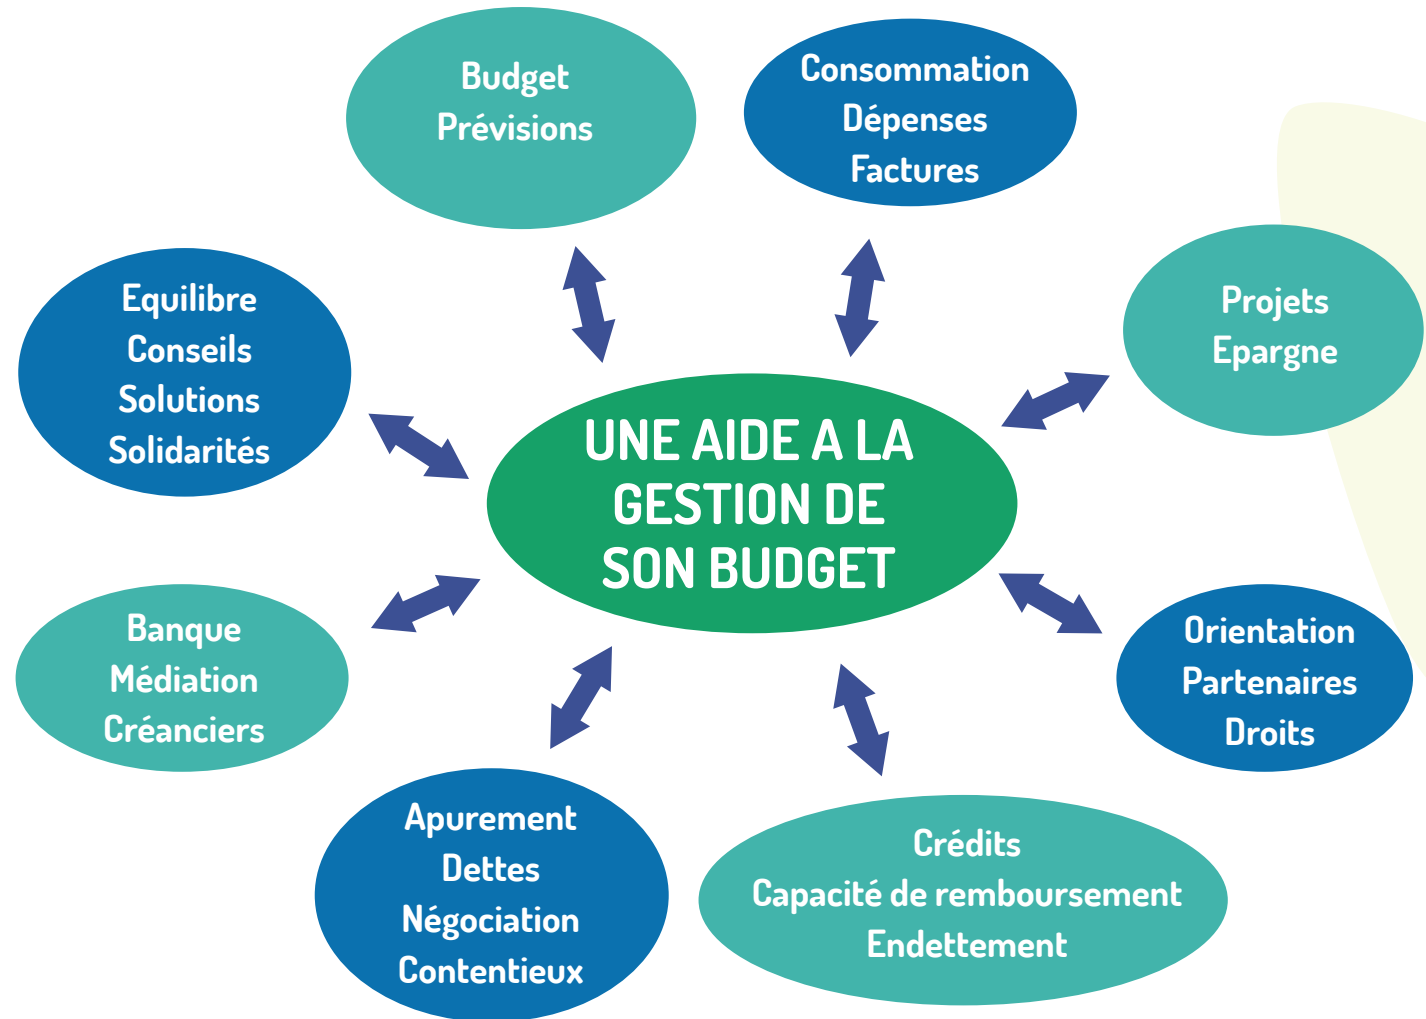 Budget
Prévisions
Consommation
Dépenses
Factures
Projets
Epargne
Equilibre
Conseils
Solutions
Solidarités
UNE AIDE A LA
GESTION DE
SON BUDGET
Orientation
Partenaires
Droits
Banque
Médiation
Créanciers
Apurement
Dettes
Négociation
Contentieux
Crédits
Capacité de remboursement
Endettement